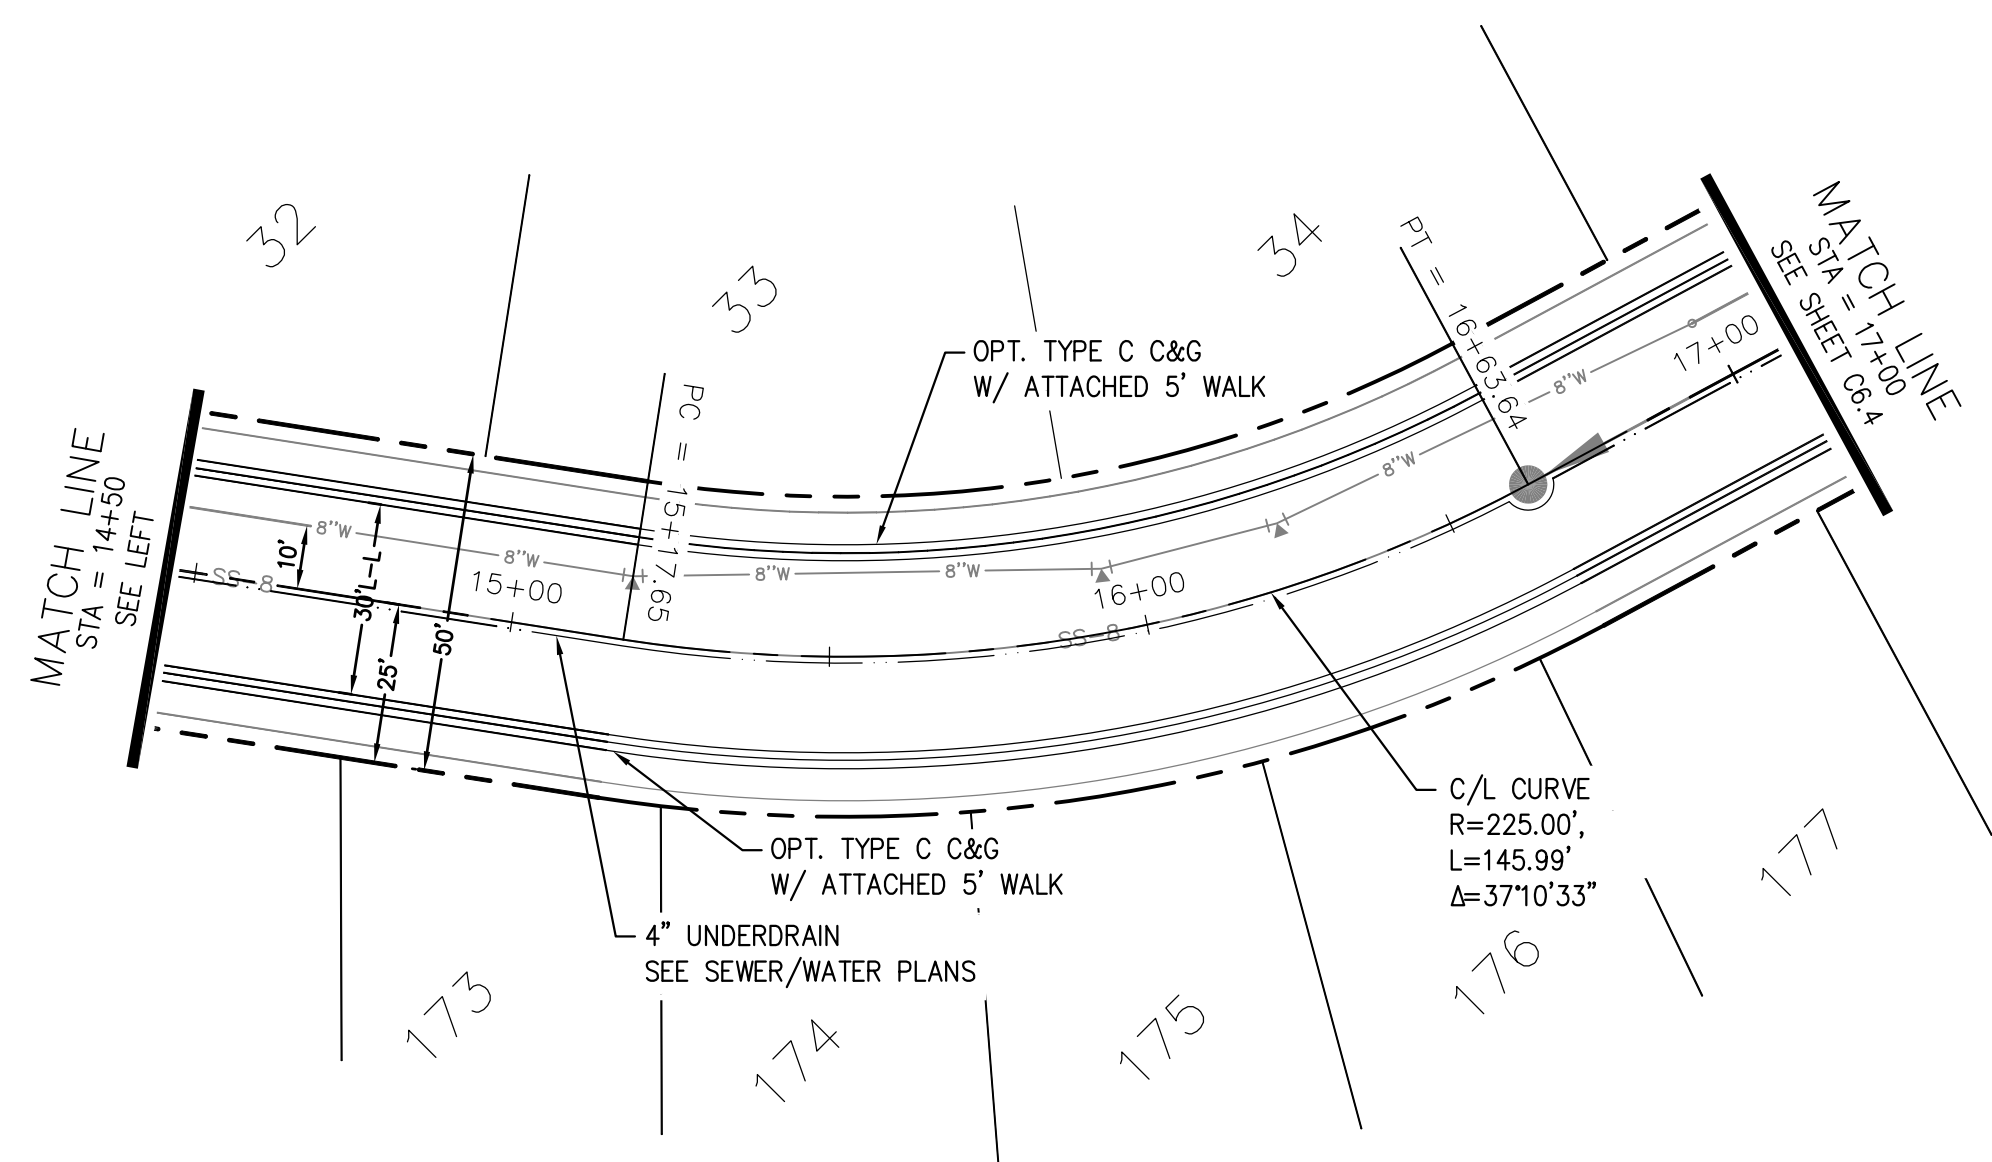 32
33
34
MATCH LINE
STA = 14+50
SEE LEFT
PC = 15+17.65
PT = 16+63.64
MATCH LINE
STA = 17+00
SEE SHEET C6.4
OPT. TYPE C C&G
W/ ATTACHED 5' WALK
8"W
8"W
8"W
8"W
8"W
8"W
10'
30'L-L
25'
50'
SS-8
SS-8
15+00
16+00
17+00
C/L CURVE
R=225.00',
L=145.99'
Δ=37°10'33"
OPT. TYPE C C&G
W/ ATTACHED 5' WALK
4" UNDERDRAIN
SEE SEWER/WATER PLANS
173
174
175
176
177